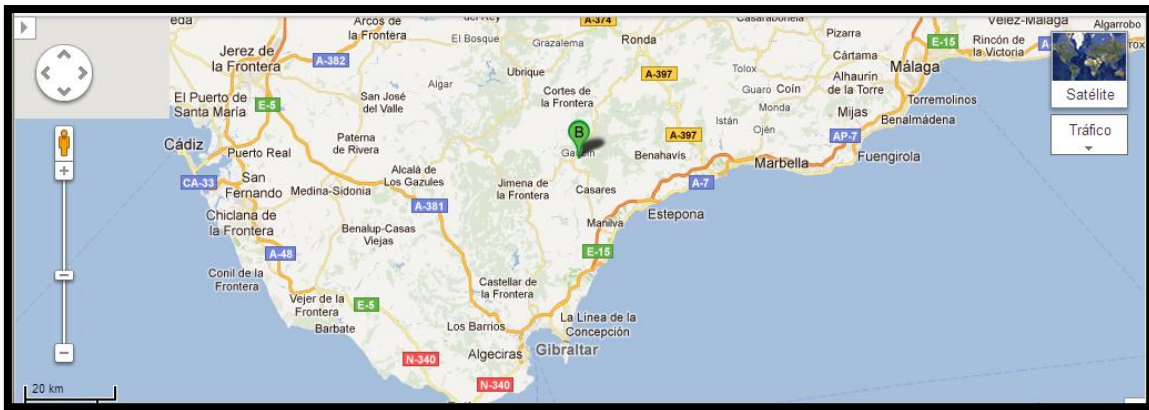 eda
Arcos de
la Frontera
A-374
Vélez-Málaga
Algarrobo
Pizarra
El Bosque
Grazalema
Ronda
E-15
Rincón de
la Victoria
Jerez de
la Frontera
A-382
Cártama
Málaga
Ubrique
A-397
Tolox
Alhaurín
de la Torre
Algar
Cortes de
la Frontera
Guaro
Coín
Satélite
El Puerto de
Santa María
E-5
San José
del Valle
Monda
Mijas
Torremolinos
Benalmádena
Istán
Ojén
Tráfico
B
A-397
AP-7
Cádiz
Puerto Real
Paterna
de Rivera
Benahavís
Marbella
Fuengirola
Alcalá de
Los Gazules
CA-33
San
Fernando
Medina-Sidonia
Jimena de
la Frontera
Casares
A-7
A-381
Chiclana de
la Frontera
Estepona
Manilva
Benalup-Casas
Viejas
A-48
E-15
Conil de la
Frontera
Castellar de
la Frontera
Vejer de la
Frontera
E-5
Barbate
Los Barrios
La Línea de la
Concepción
Algeciras
Gibraltar
N-340
N-340
20 km